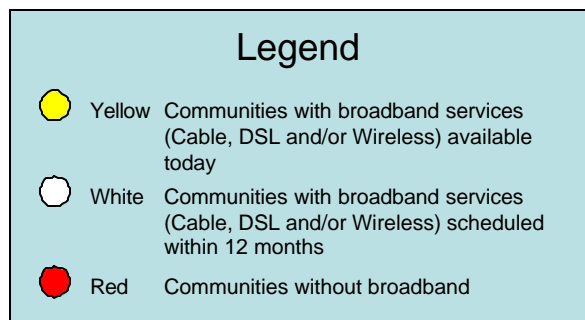 Legend
Yellow Communities with broadband services
(Cable, DSL and/or Wireless) available
today
White Communities with broadband services
(Cable, DSL and/or Wireless) scheduled
within 12 months
Red Communities without broadband